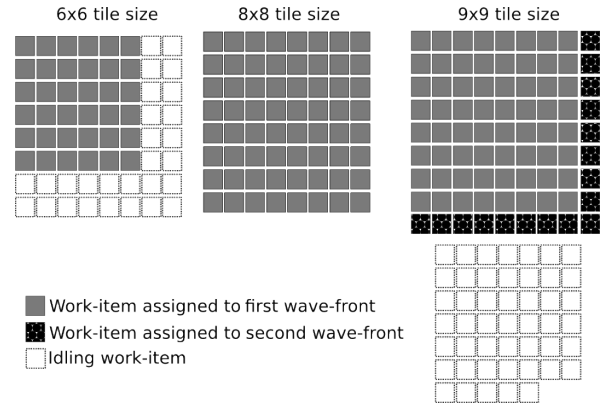 6x6 tile size
8x8 tile size
9x9 tile size
Work-item assigned to first wave-front
Work-item assigned to second wave-front
Idling work-item